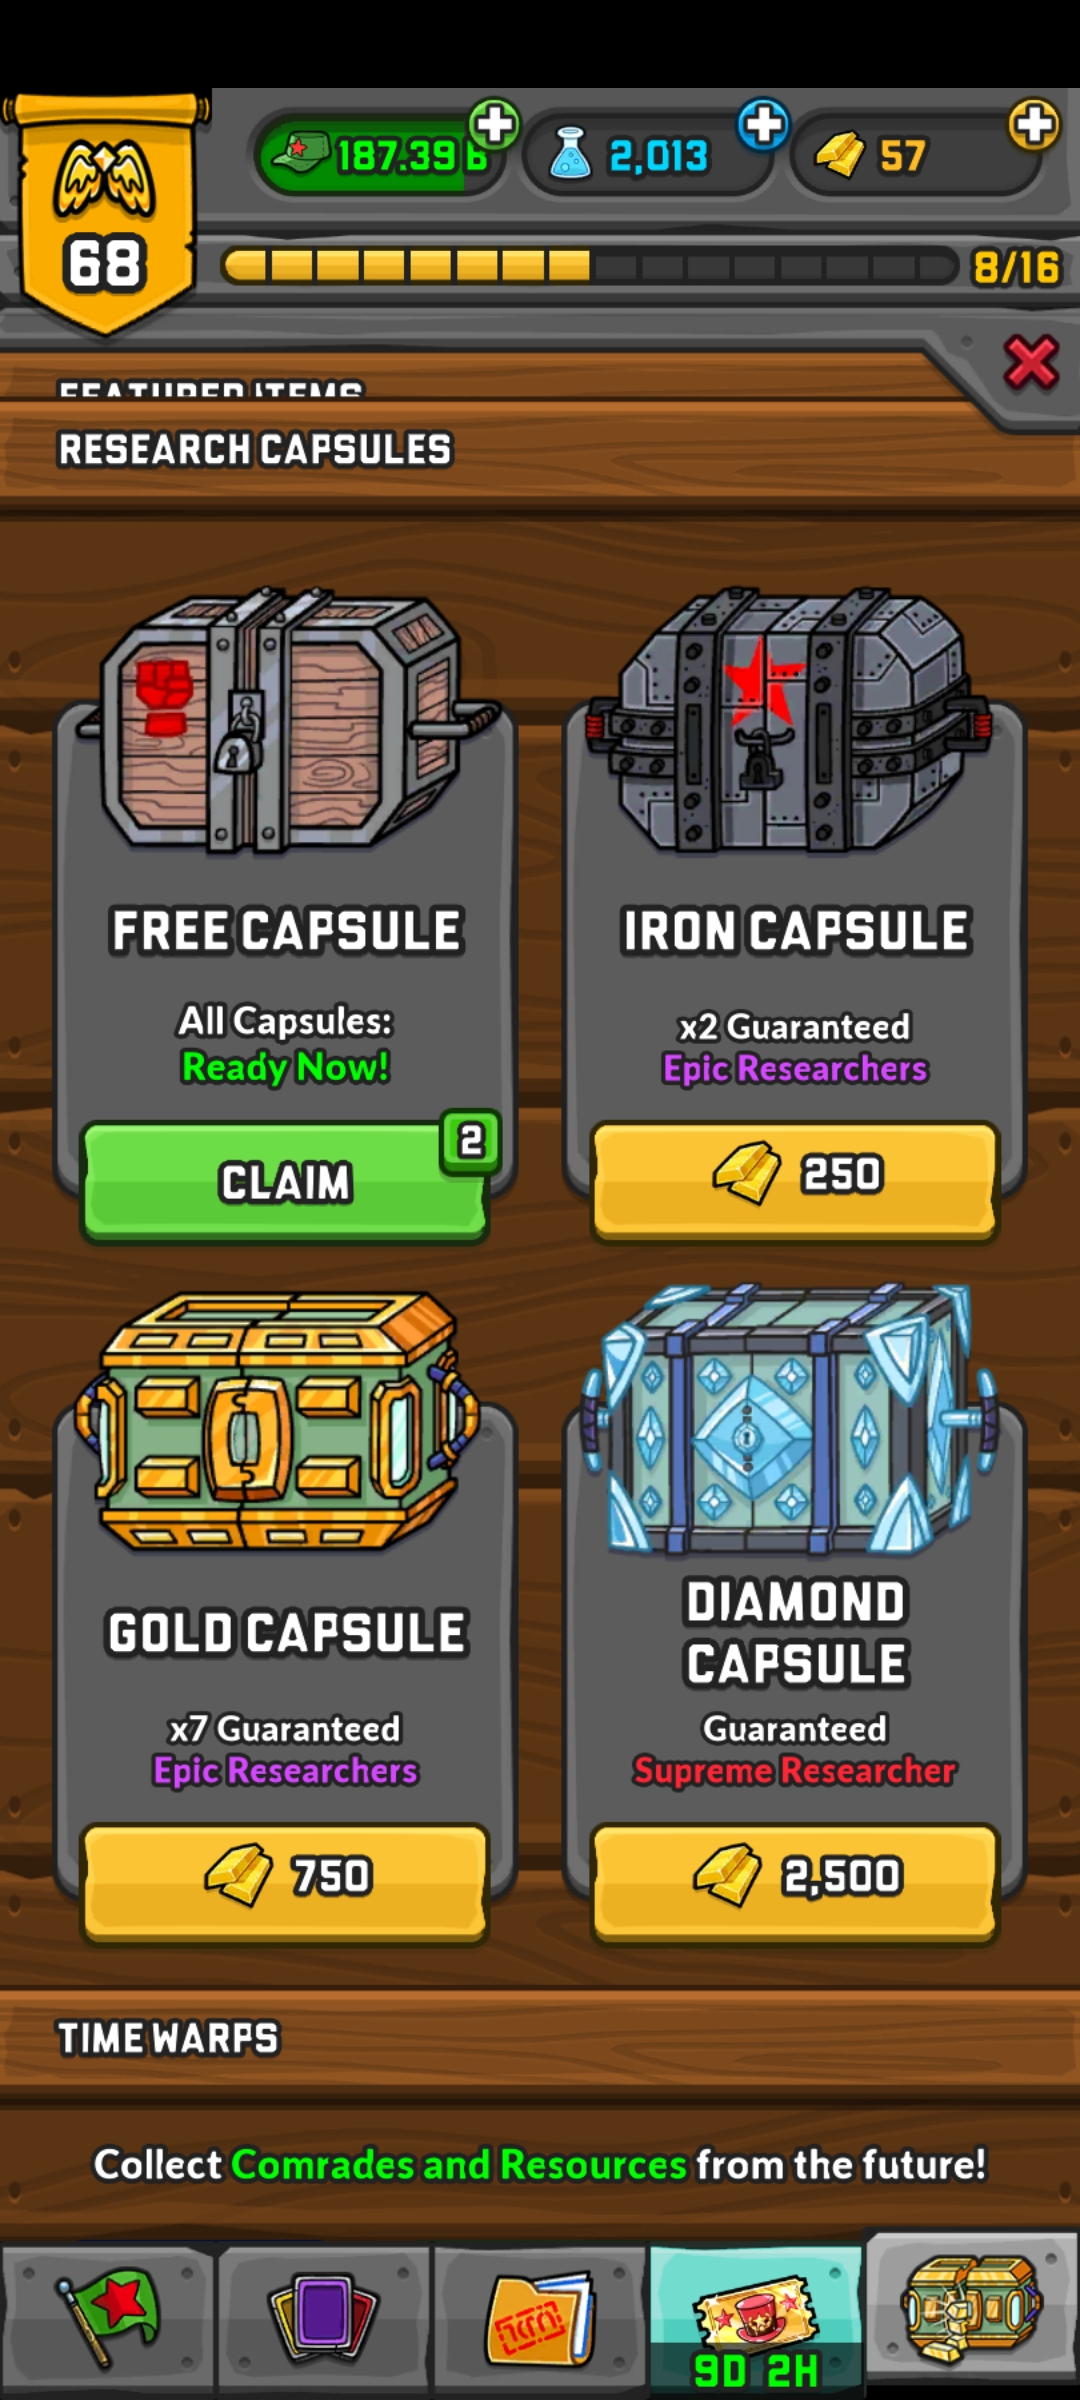 187.39 B
2,013
57
68
8/16
FEATURED ITEMS
RESEARCH CAPSULES
FREE CAPSULE
All Capsules:
Ready Now!
2
CLAIM
IRON CAPSULE
x2 Guaranteed
Epic Researchers
250
GOLD CAPSULE
x7 Guaranteed
Epic Researchers
750
DIAMOND
CAPSULE
Guaranteed
Supreme Researcher
2,500
TIME WARPS
Collect Comrades and Resources from the future!
9D 2H